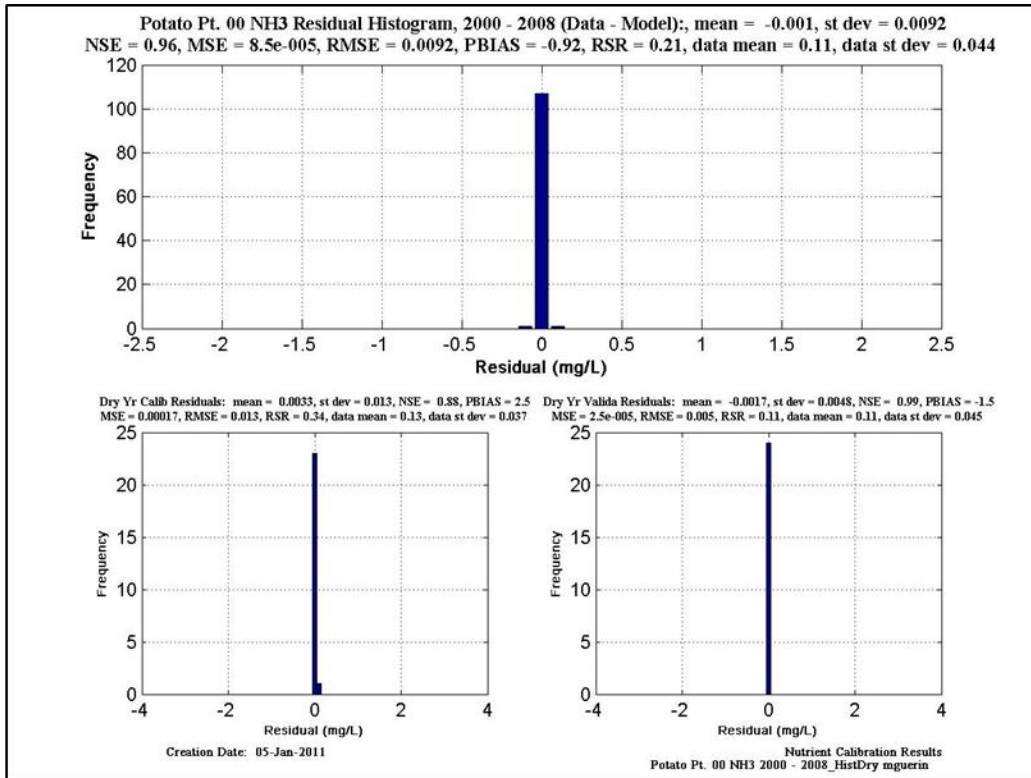 Potato Pt. 00 NH3 Residual Histogram, 2000 - 2008 (Data - Model):, mean = -0.001, st dev = 0.0092
NSE = 0.96, MSE = 8.5e-005, RMSE = 0.0092, PBIAS = -0.92, RSR = 0.21, data mean = 0.11, data st dev = 0.044
120
100
80
60
40
20
0
Frequency
-2.5 -2 -1.5 -1 -0.5 0 0.5 1 1.5 2 2.5
Residual (mg/L)
Dry Yr Calib Residuals: mean = 0.0033, st dev = 0.013, NSE = 0.88, PBIAS = 2.5
MSE = 0.00017, RMSE = 0.013, RSR = 0.34, data mean = 0.13, data st dev = 0.037
25
20
15
10
5
0
Frequency
-4 -2 0 2 4
Residual (mg/L)
Dry Yr Valida Residuals: mean = -0.0017, st dev = 0.0048, NSE = 0.99, PBIAS = -1.5
MSE = 2.5e-005, RMSE = 0.005, RSR = 0.11, data mean = 0.11, data st dev = 0.045
25
20
15
10
5
0
Frequency
-4 -2 0 2 4
Residual (mg/L)
Creation Date: 05-Jan-2011
Nutrient Calibration Results
Potato Pt. 00 NH3 2000 - 2008_HistDry mguerin